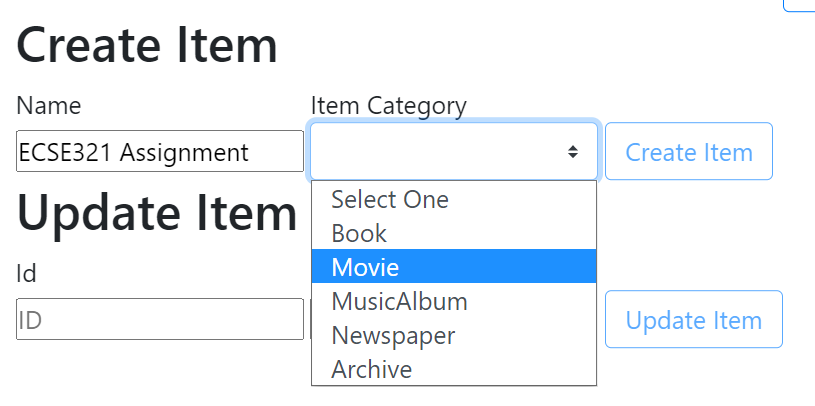 Create Item
Name Item Category
ECSE321 Assignment Create Item
Select One
Update Item
Book
Movie
Id
MusicAlbum
ID Update Item
Newspaper
Archive